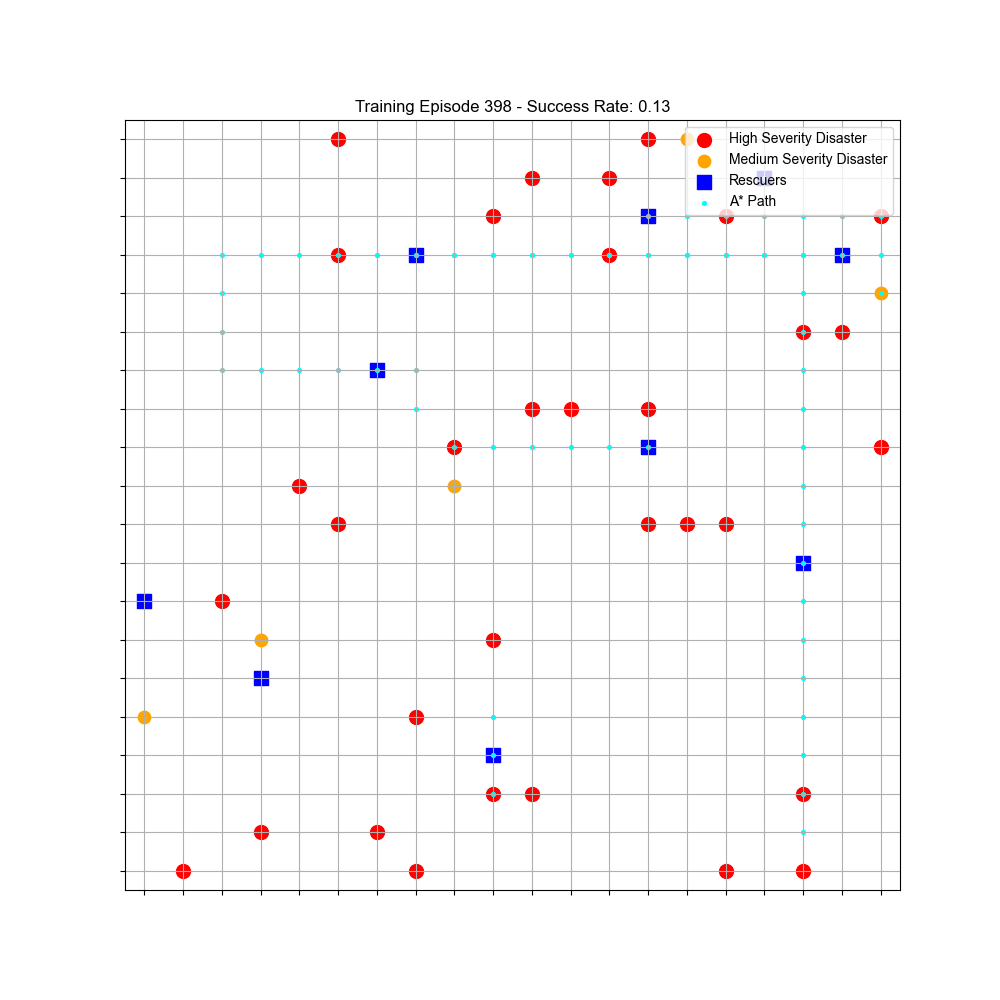 Training Episode 398 - Success Rate: 0.13
High Severity Disaster
Medium Severity Disaster
Rescuers
A* Path